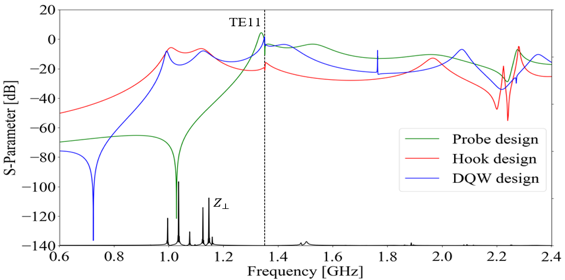 TE11
20
0
−20
−40
−60
−80
−100
−120
−140
S-Parameter [dB]
Probe design
Hook design
DQW design
Z⊥
0.6 0.8 1.0 1.2 1.4 1.6 1.8 2.0 2.2 2.4
Frequency [GHz]